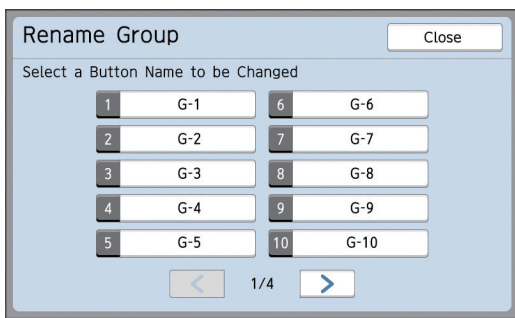 Rename Group Close
Select a Button Name to be Changed
1 G-1 6 G-6
2 G-2 7 G-7
3 G-3 8 G-8
4 G-4 9 G-9
5 G-5 10 G-10
< 1/4 >